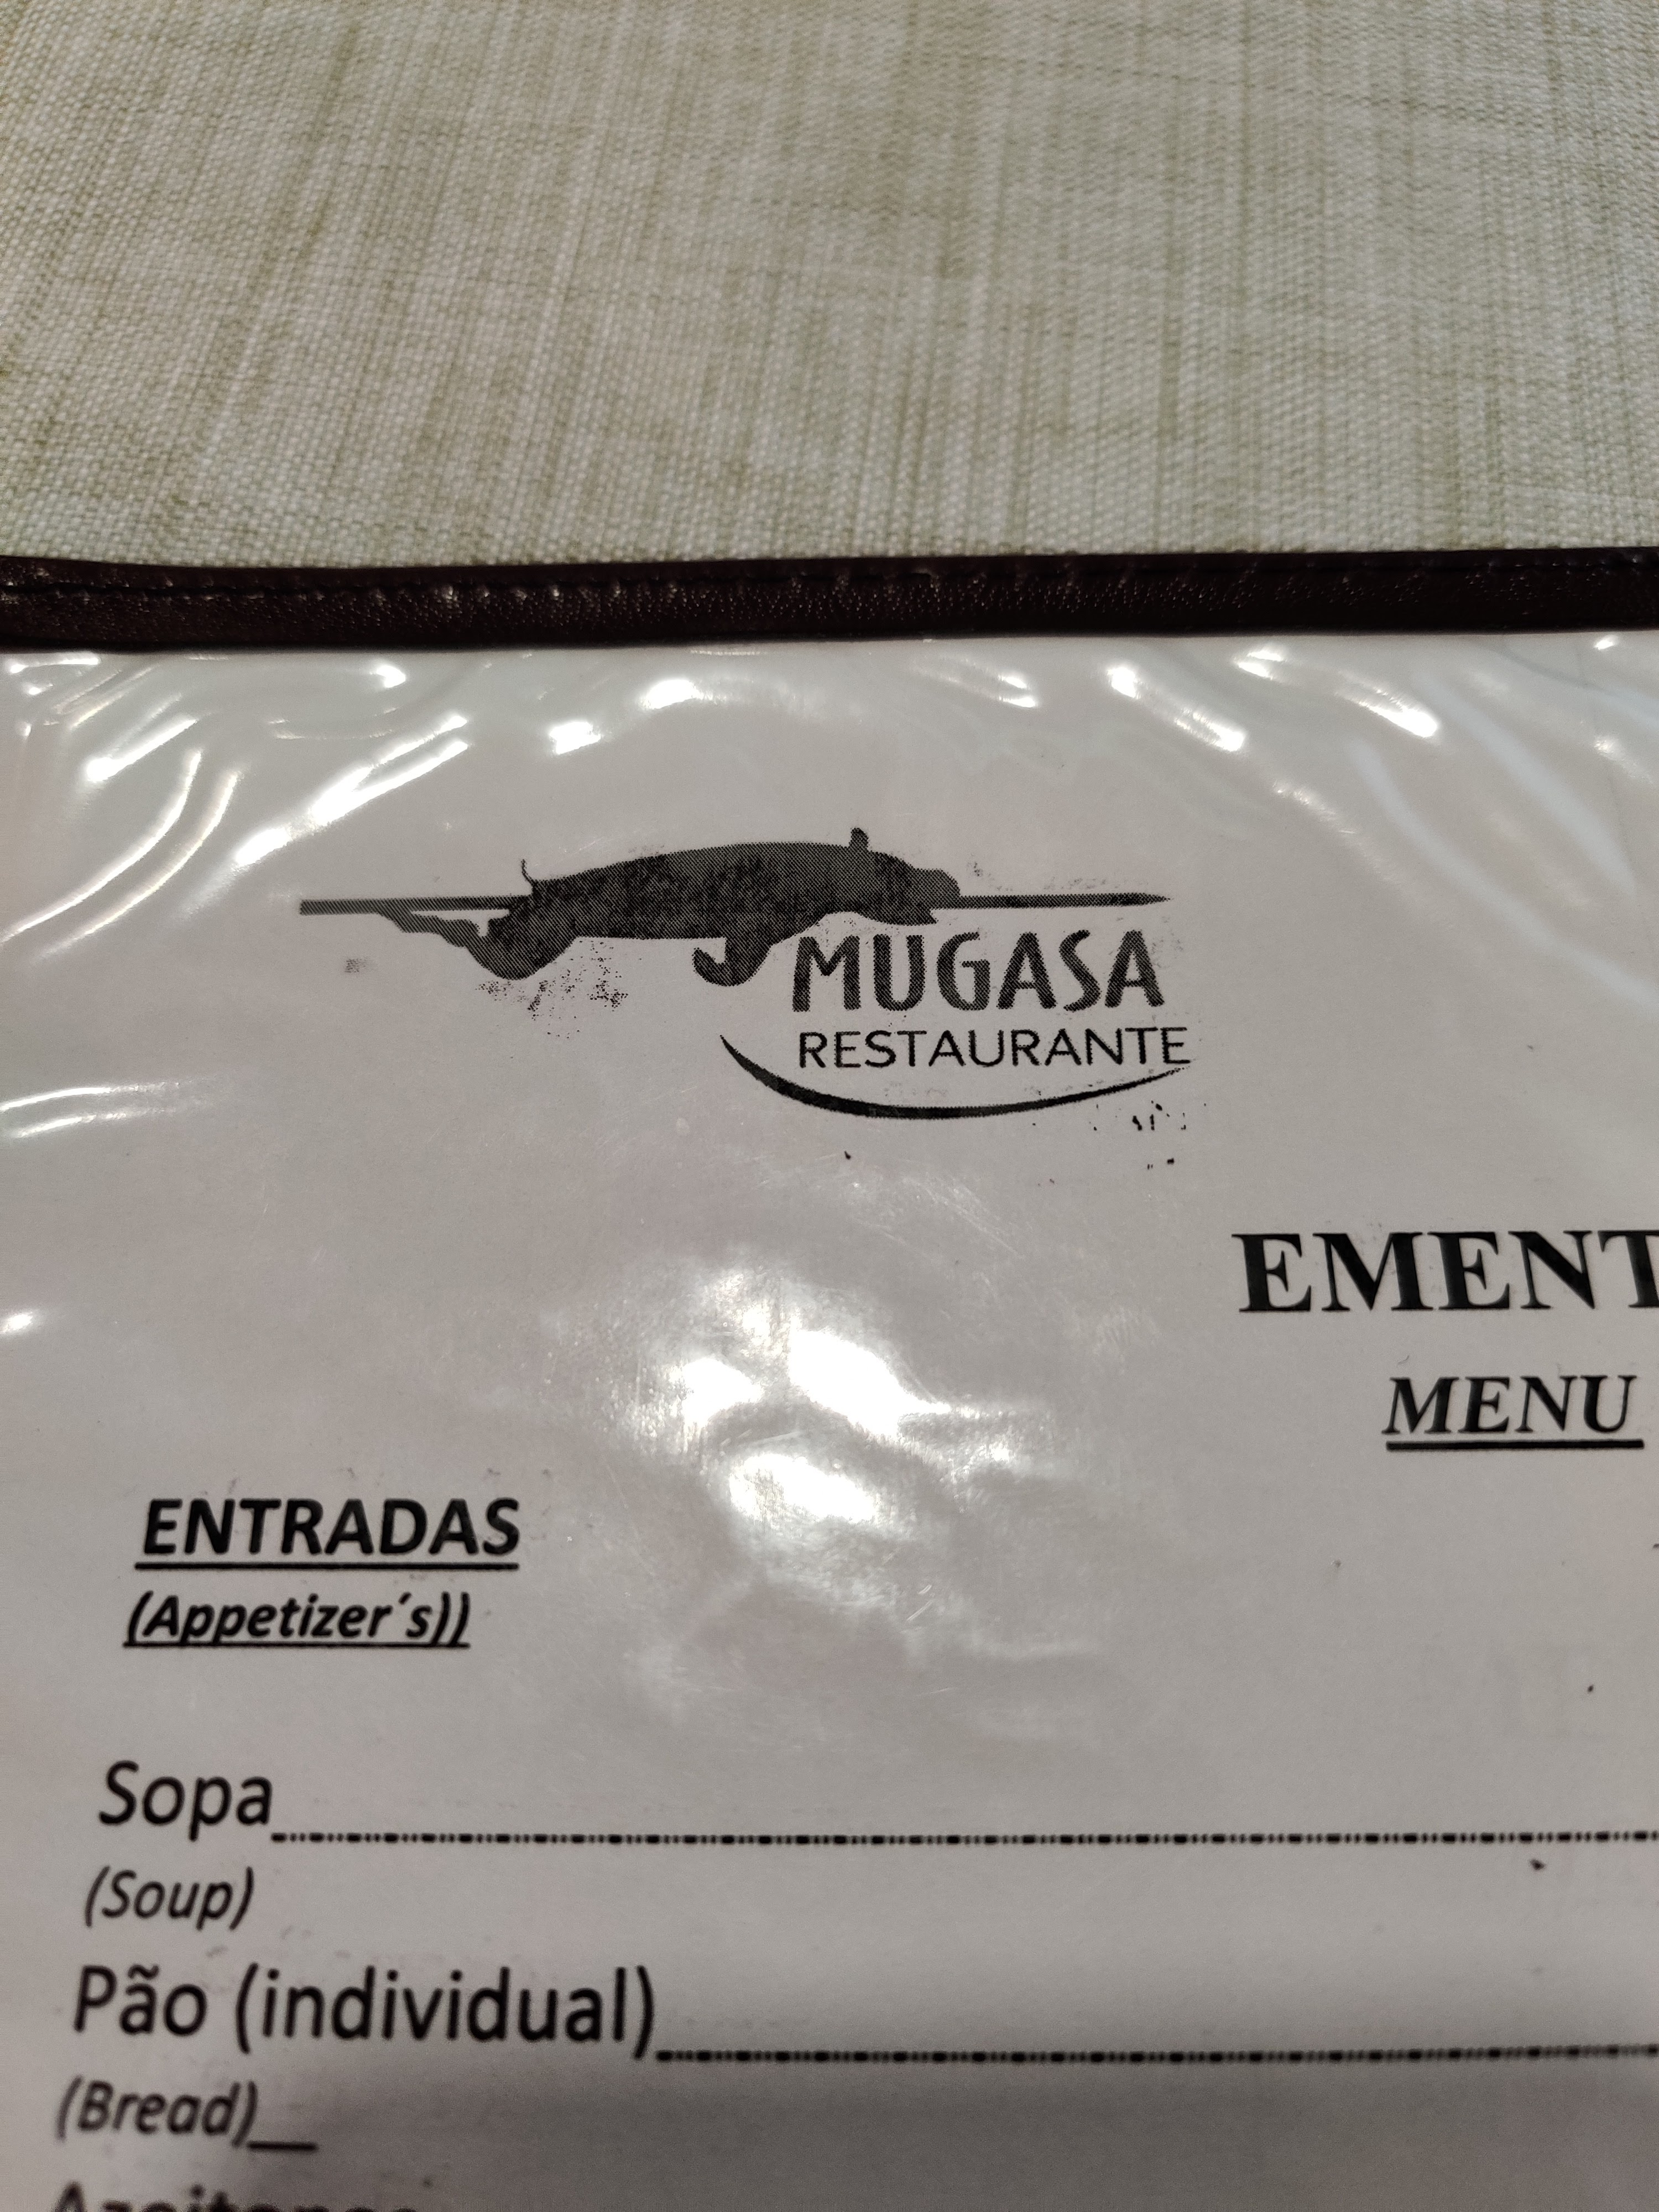 MUGASA
RESTAURANTE
EMENT
MENU
ENTRADAS
(Appetizer´s))
Sopa
(Soup)
Pão (individual)
(Bread)__